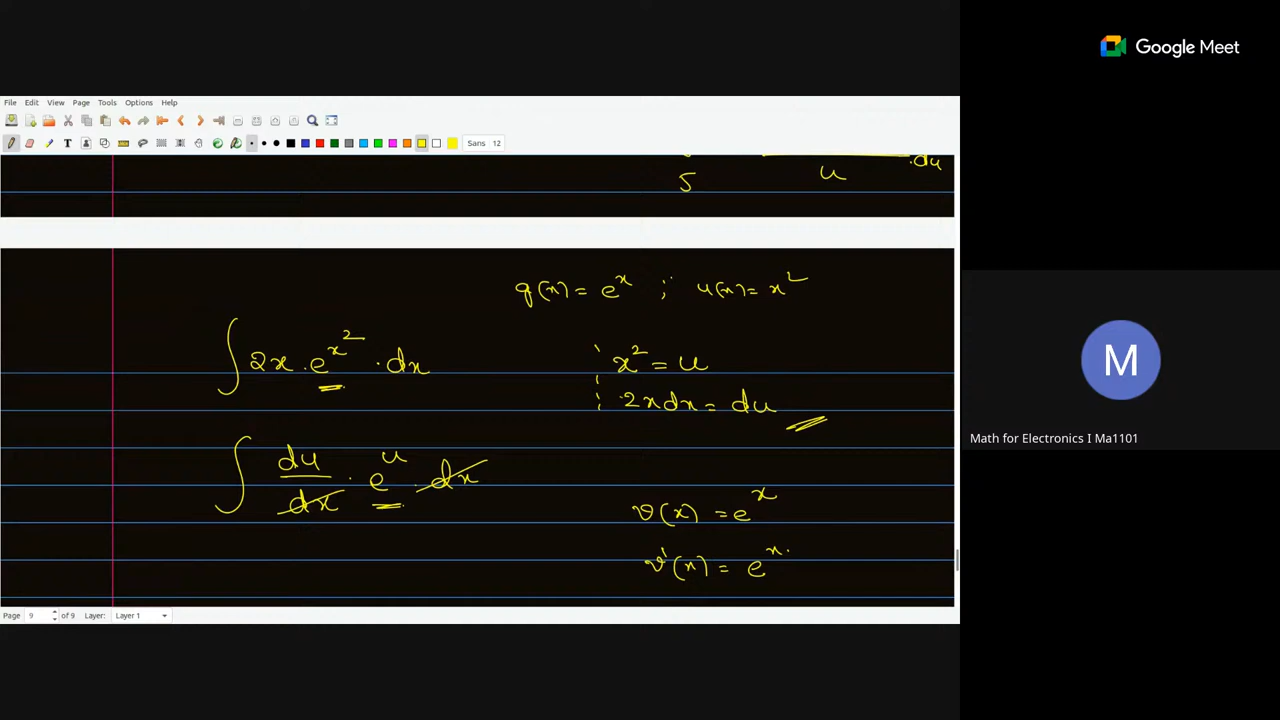 Google Meet
File Edit View Page Tools Options Help
Sans 12
.du
5 u
g(x) = e^x ; u(x) = x^2
∫ 2x . e^{x^2} . dx
x^2 = u
2x dx = du
∫ du/dx . e^u . dx
v(x) = e^x
v'(x) = e^x
Math for Electronics I Ma1101
M
Page 9 of 9 Layer: Layer 1